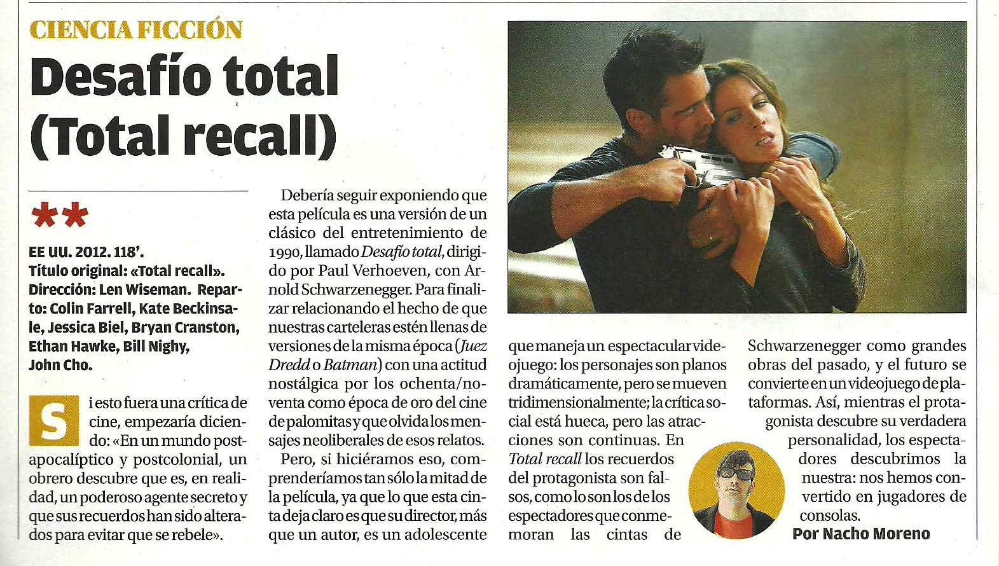 CIENCIA FICCIÓN
Desafío total
(Total recall)
**
EE UU. 2012. 118’.
Título original: «Total recall».
Dirección: Len Wiseman. Repar-
to: Colin Farrell, Kate Beckinsa-
le, Jessica Biel, Bryan Cranston,
Ethan Hawke, Bill Nighy,
John Cho.
Si esto fuera una crítica de
cine, empezaría dicien-
do: «En un mundo post-
apocalíptico y postcolonial, un
obrero descubre que es, en reali-
dad, un poderoso agente secreto y
que sus recuerdos han sido altera-
dos para evitar que se rebele».
Debería seguir exponiendo que
esta película es una versión de un
clásico del entretenimiento de
1990, llamado Desafío total, dirigi-
do por Paul Verhoeven, con Ar-
nold Schwarzenegger. Para finali-
zar relacionando el hecho de que
nuestras carteleras estén llenas de
versiones de la misma época (Juez
Dredd o Batman) con una actitud
nostálgica por los ochenta/no-
venta como época de oro del cine
de palomitas y que olvida los men-
sajes neoliberales de esos relatos.
Pero, si hiciéramos eso, com-
prenderíamos tan sólo la mitad de
la película, ya que lo que esta cin-
ta deja claro es que su director, más
que un autor, es un adolescente
que maneja un espectacular vide-
ojuego: los personajes son planos
dramáticamente, pero se mueven
tridimensionalmente; la crítica so-
cial está hueca, pero las atrac-
ciones son continuas. En
Total recall los recuerdos
del protagonista son fal-
sos, como lo son los de los
espectadores que conme-
moran las cintas de
Schwarzenegger como grandes
obras del pasado, y el futuro se
convierte en un videojuego de pla-
taformas. Así, mientras el prota-
gonista descubre su verdadera
personalidad, los especta-
dores descubrimos la
nuestra: nos hemos con-
vertido en jugadores de
consolas.
Por Nacho Moreno